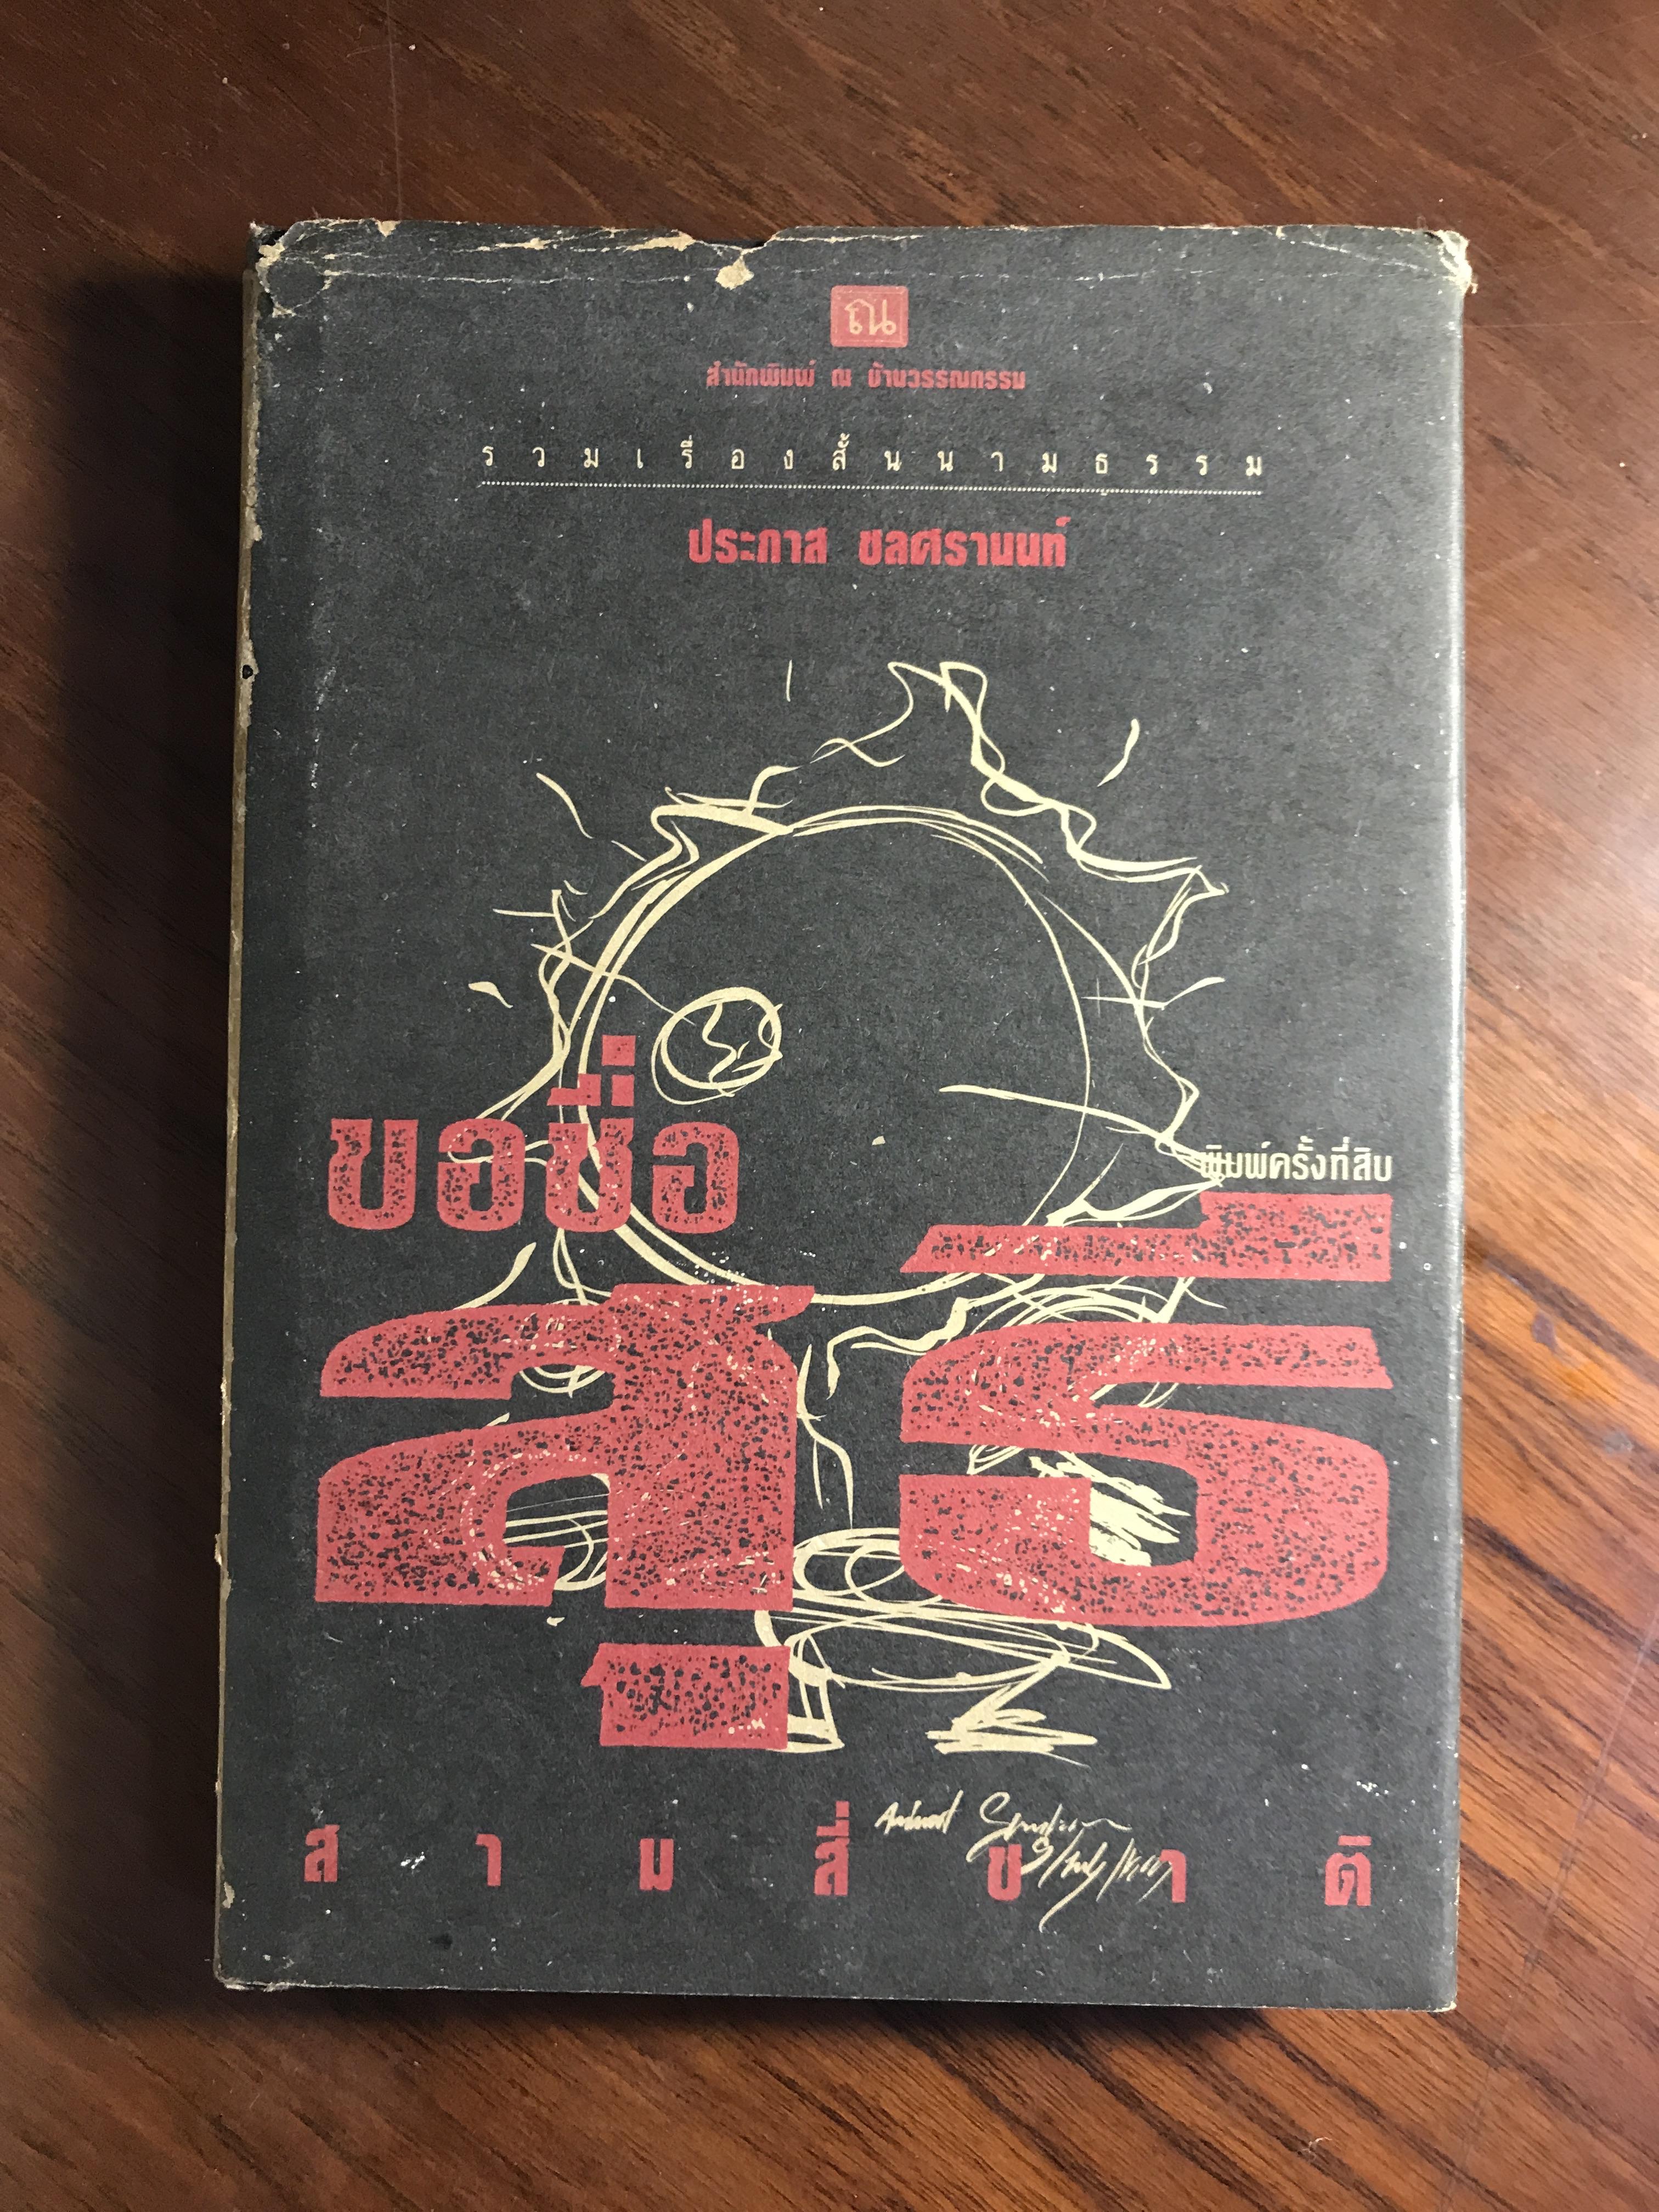 ณ
สำนักพิมพ์ ณ บ้านวรรณกรรม
รวมเรื่องสั้นนามธรรม
ประภาส ชลศรานนท์
ขอชื่อ
พิมพ์ครั้งที่สิบ
สุธี
สามสี่ชาติ